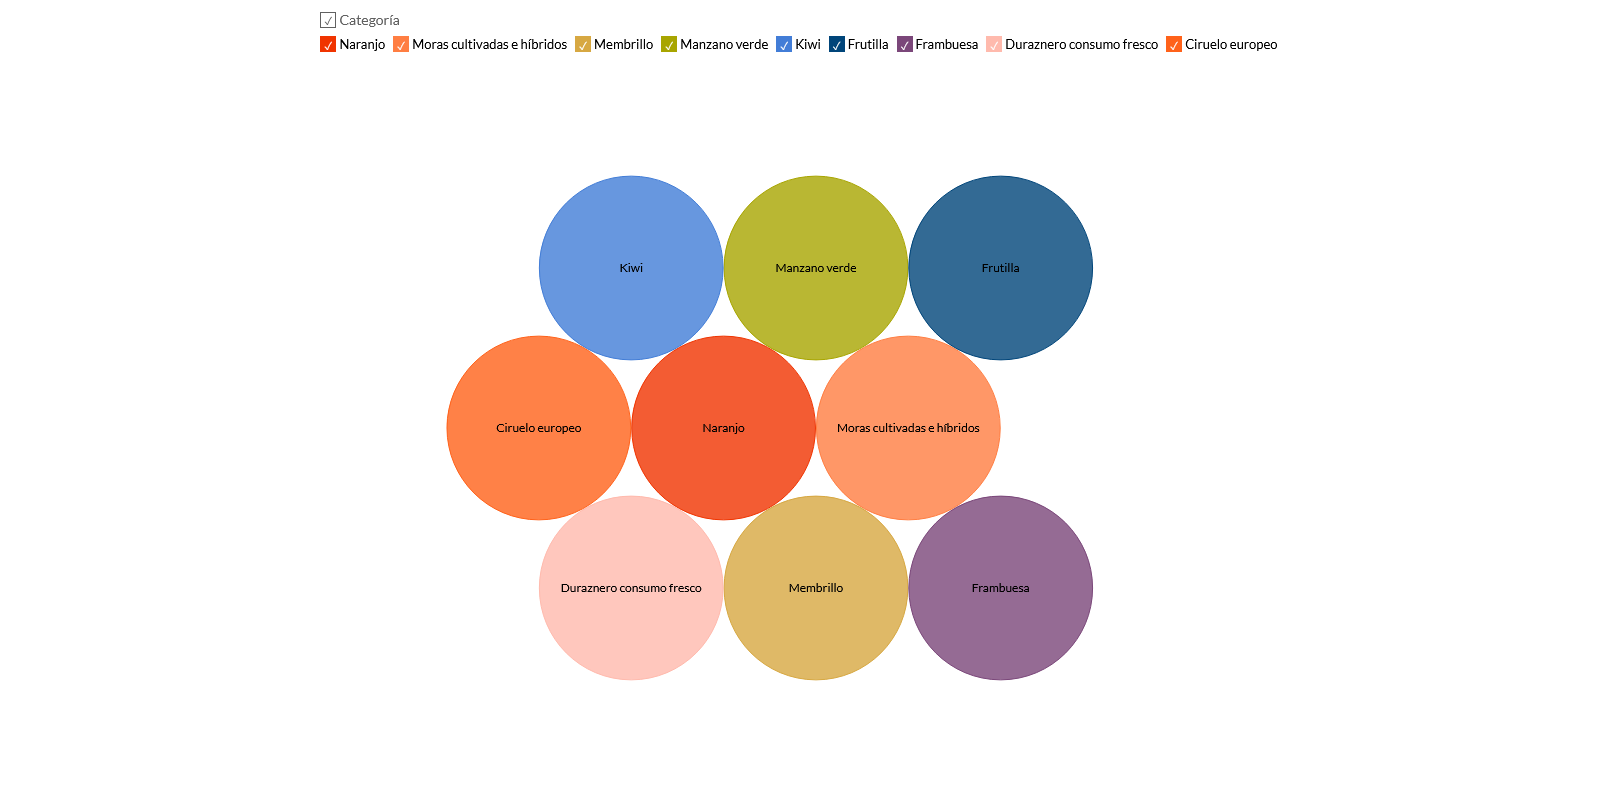 Categoría
Naranjo Moras cultivadas e híbridos Membrillo Manzano verde Kiwi Frutilla Frambuesa Duraznero consumo fresco Ciruelo europeo
Kiwi Manzano verde Frutilla
Ciruelo europeo Naranjo Moras cultivadas e híbridos
Duraznero consumo fresco Membrillo Frambuesa